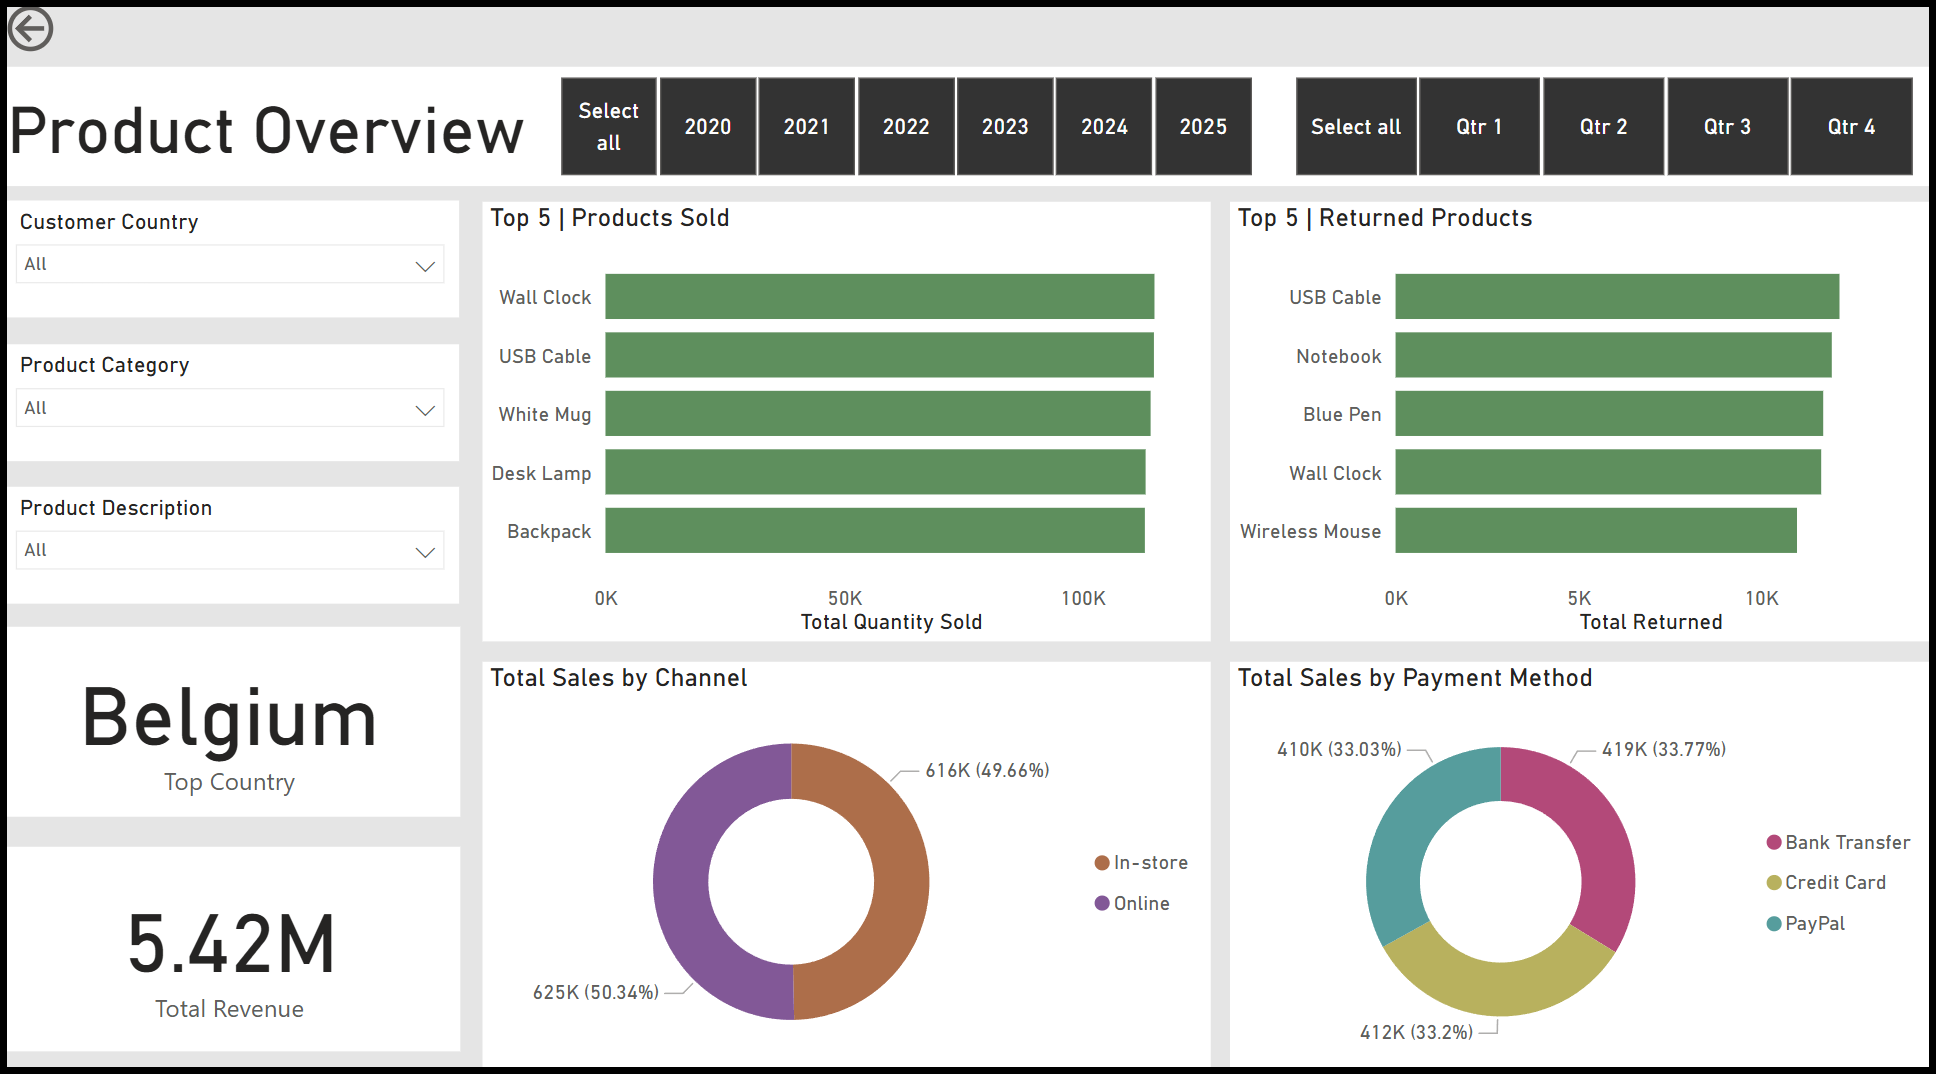 Product Overview
Select
all
2020
2021
2022
2023
2024
2025
Select all
Qtr 1
Qtr 2
Qtr 3
Qtr 4
Customer Country
All
Product Category
All
Product Description
All
Belgium
Top Country
5.42M
Total Revenue
Top 5 | Products Sold
Wall Clock
USB Cable
White Mug
Desk Lamp
Backpack
0K
50K
100K
Total Quantity Sold
Top 5 | Returned Products
USB Cable
Notebook
Blue Pen
Wall Clock
Wireless Mouse
0K
5K
10K
Total Returned
Total Sales by Channel
616K (49.66%)
625K (50.34%)
In-store
Online
Total Sales by Payment Method
410K (33.03%)
419K (33.77%)
412K (33.2%)
Bank Transfer
Credit Card
PayPal